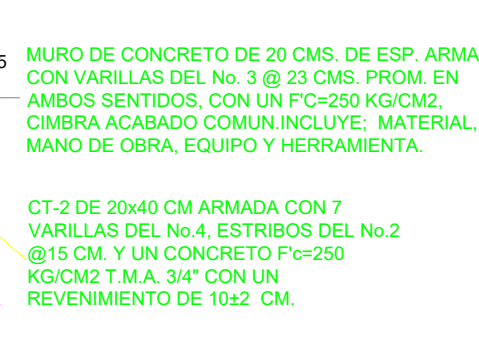 5
MURO DE CONCRETO DE 20 CMS. DE ESP. ARMA
CON VARILLAS DEL No. 3 @ 23 CMS. PROM. EN
AMBOS SENTIDOS, CON UN F'C=250 KG/CM2,
CIMBRA ACABADO COMUN.INCLUYE; MATERIAL,
MANO DE OBRA, EQUIPO Y HERRAMIENTA.
CT-2 DE 20x40 CM ARMADA CON 7
VARILLAS DEL No.4, ESTRIBOS DEL No.2
@15 CM. Y UN CONCRETO F'c=250
KG/CM2 T.M.A. 3/4" CON UN
REVENIMIENTO DE 10±2 CM.